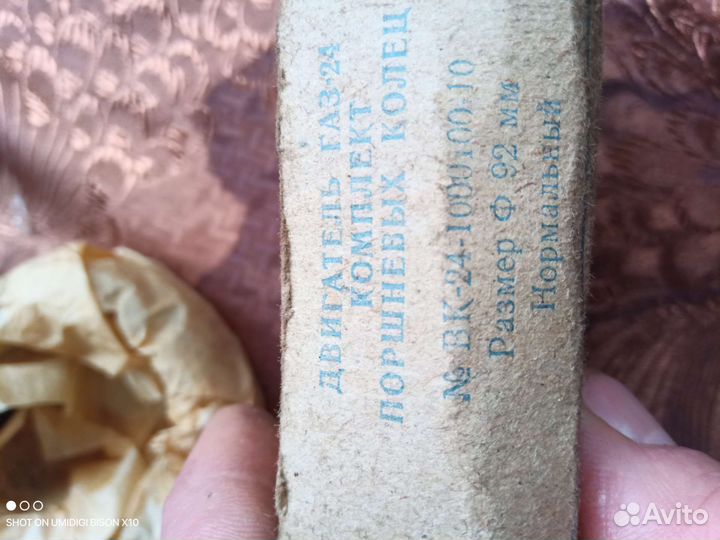 ДВИГАТЕЛЬ ГАЗ-24
КОМПЛЕКТ
ПОРШНЕВЫХ КОЛЕЦ
№ ВК-24-1000100-10
Размер Ф 92 мм
Нормальный
SHOT ON UMIDIGI BISON X10
Avito